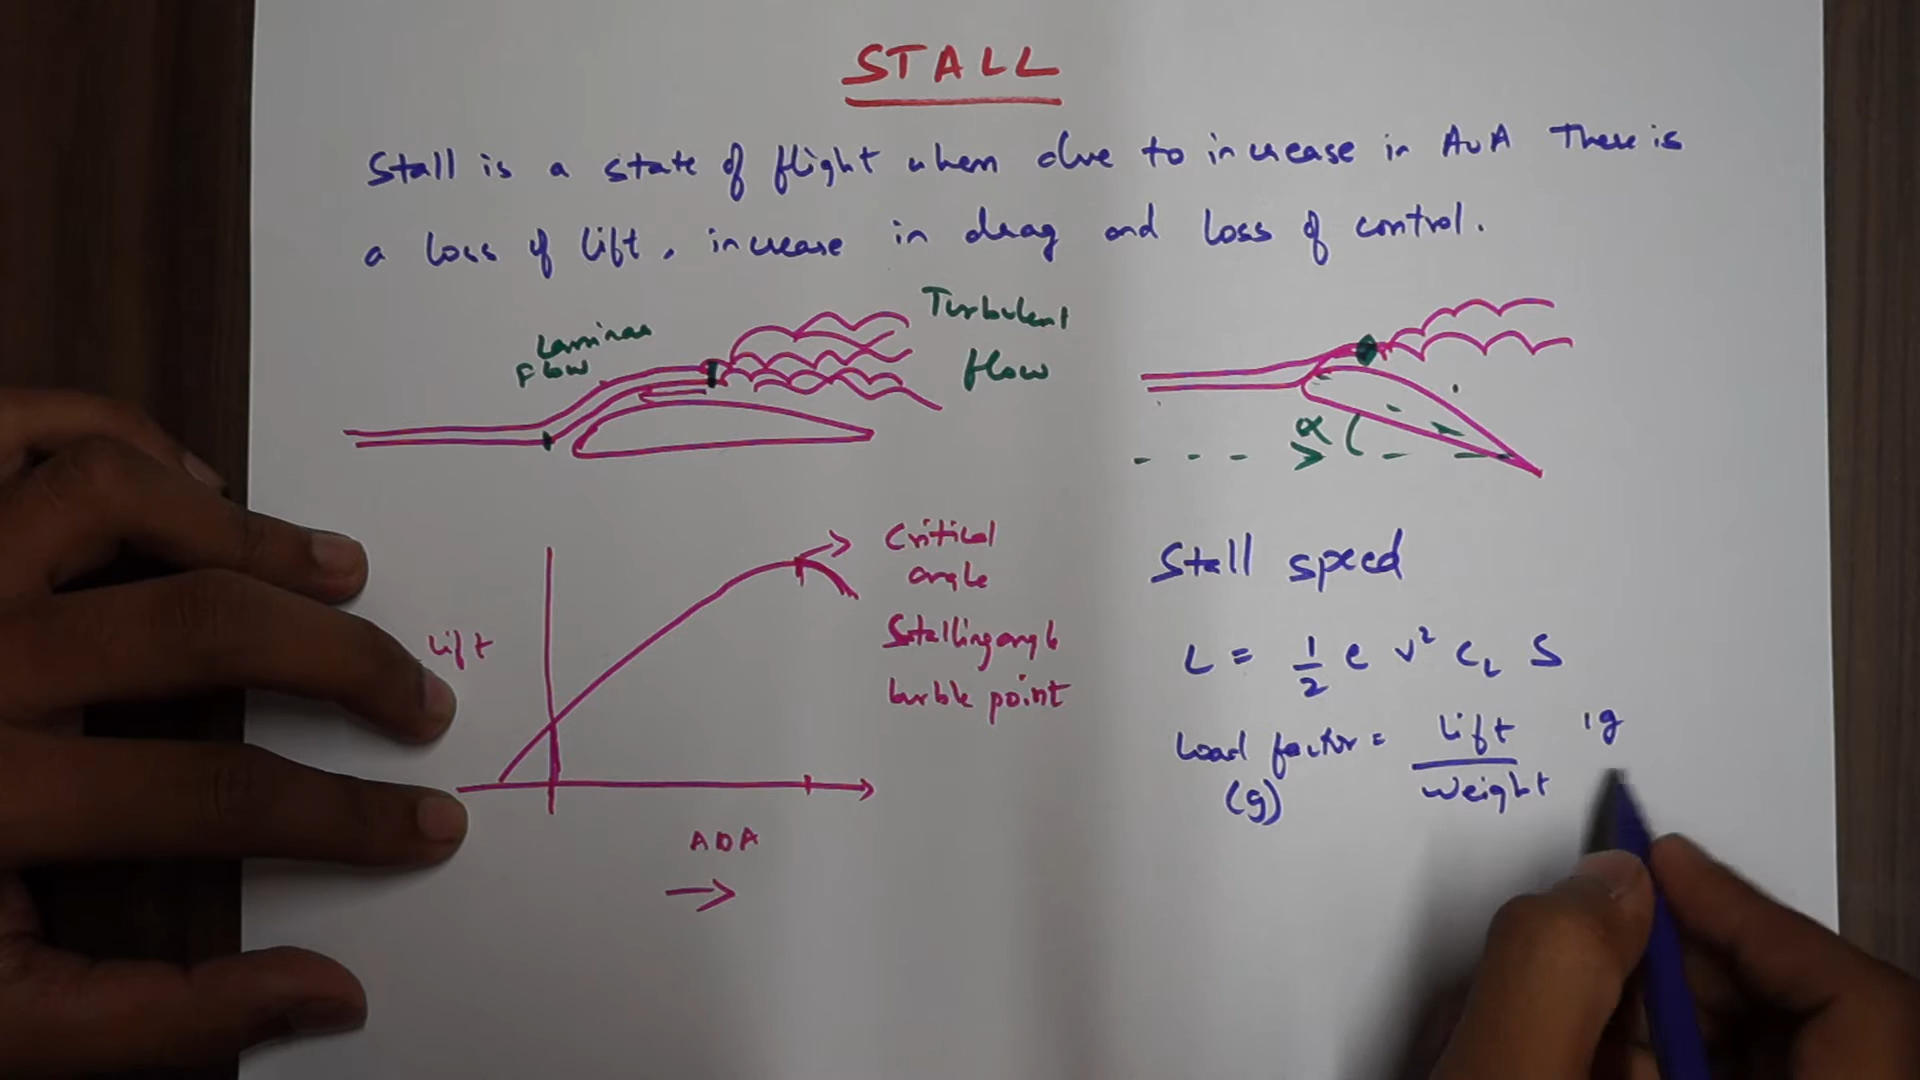 STALL
Stall is a state of flight when due to increase in AOA There is
a loss of lift, increase in drag and loss of control.
Laminar
Flow
Turbulent
flow
α
Lift
Critical
angle
Stalling angle
burble point
AOA
Stall speed
L = 1/2 ρ v² CL S
Load factor = Lift/Weight 1g
(g)